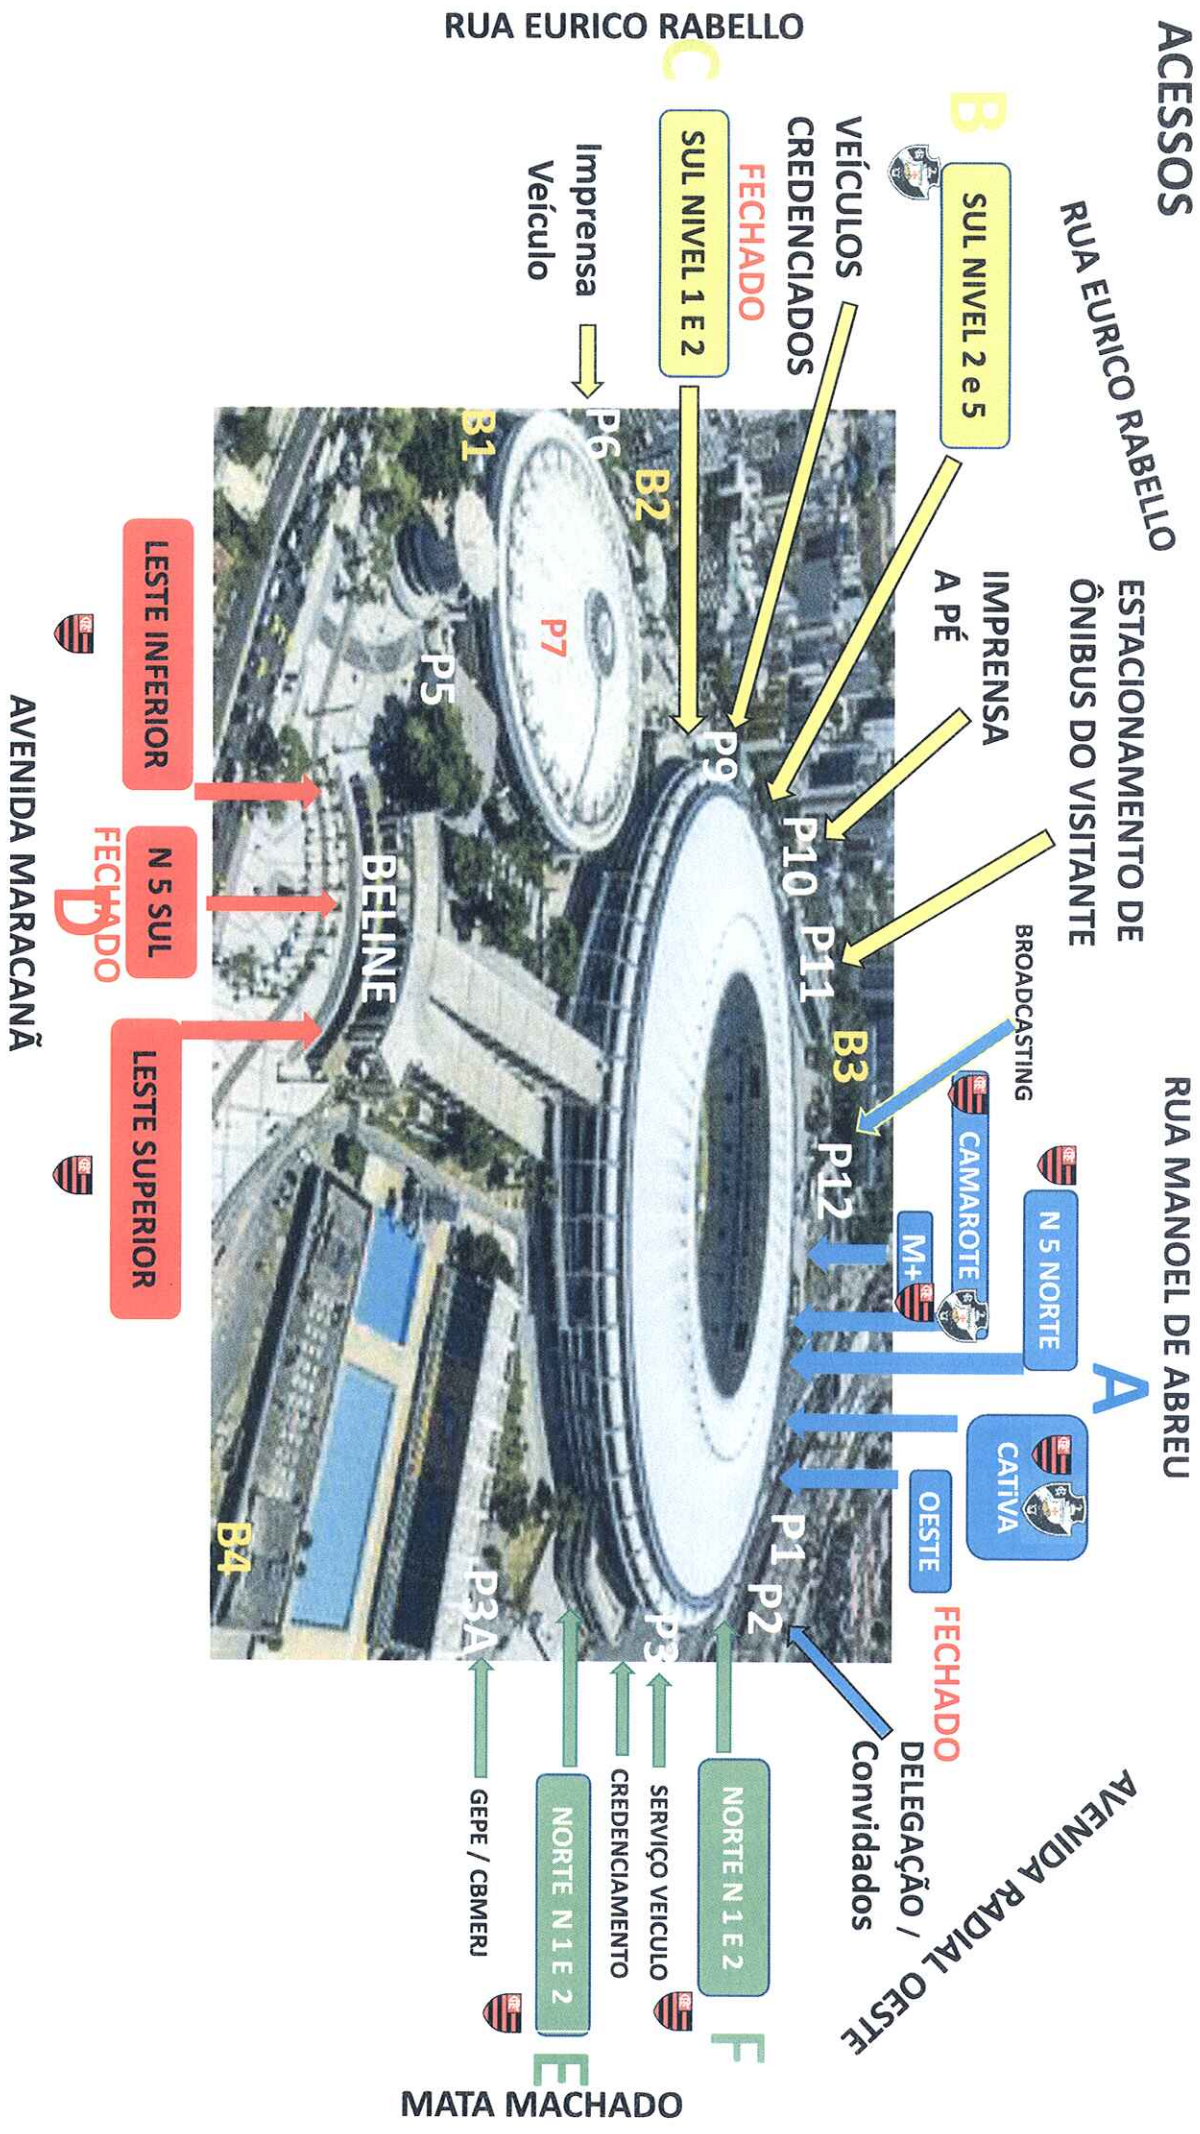 ACESSOS
RUA EURICO RABELLO
RUA MANOEL DE ABREU
AVENIDA RADIAL OESTE
ESTACIONAMENTO DE
ÔNIBUS DO VISITANTE
B
SUL NIVEL 2 e 5
IMPRENSA
A PÉ
BROADCASTING
N 5 NORTE
A
CAMAROTE
M+
CATIVA
OESTE
FECHADO
DELEGAÇÃO /
Convidados
VEÍCULOS
CREDENCIADOS
FECHADO
C
SUL NIVEL 1 E 2
RUA EURICO RABELLO
Imprensa
Veículo
P6
B2
B1
P7
P5
P9
P10
P11
B3
P12
P1
P2
P3
P3A
B4
BELINE
NORTE N 1 E 2
F
SERVIÇO VEICULO
CREDENCIAMENTO
NORTE N 1 E 2
E
GEPE / CBMERJ
MATA MACHADO
LESTE INFERIOR
N 5 SUL
FECHADO
D
LESTE SUPERIOR
AVENIDA MARACANÃ